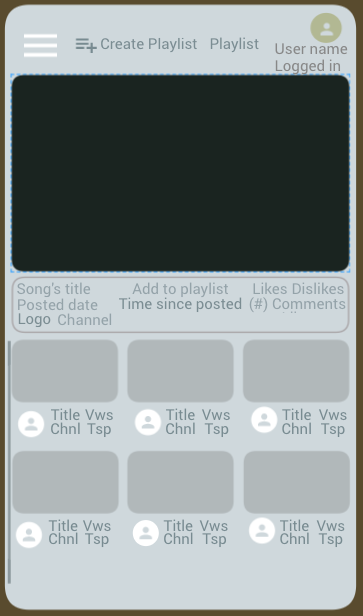 Create Playlist Playlist
User name
Logged in
Song's title Add to playlist Likes Dislikes
Posted date Time since posted (#) Comments
Logo Channel
Title Vws Title Vws Title Vws
Chnl Tsp Chnl Tsp Chnl Tsp
Title Vws Title Vws Title Vws
Chnl Tsp Chnl Tsp Chnl Tsp